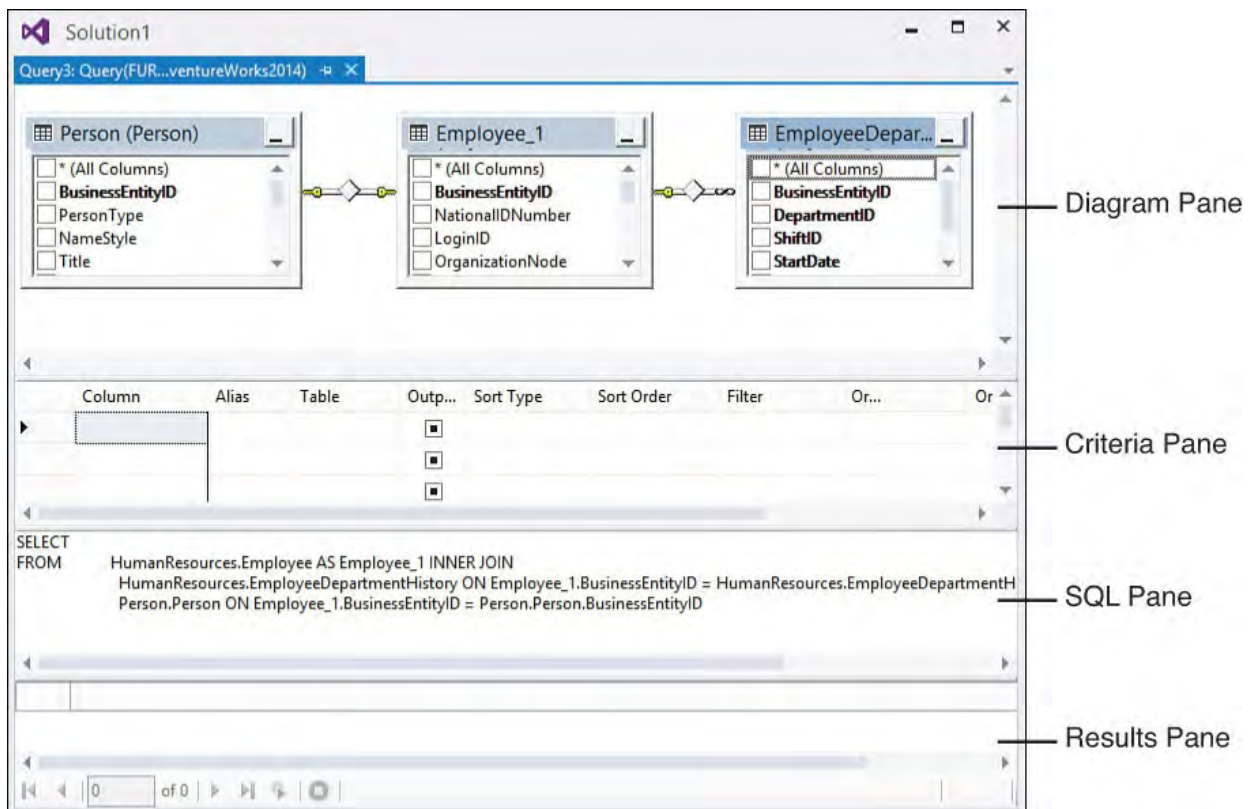 Solution1
Query3: Query(FUR...ventureWorks2014)
Person (Person)
* (All Columns)
BusinessEntityID
PersonType
NameStyle
Title
Employee_1
* (All Columns)
BusinessEntityID
NationalIDNumber
LoginID
OrganizationNode
EmployeeDepar...
* (All Columns)
BusinessEntityID
DepartmentID
ShiftID
StartDate
Diagram Pane
Column Alias Table Outp... Sort Type Sort Order Filter Or... Or
Criteria Pane
SELECT
FROM HumanResources.Employee AS Employee_1 INNER JOIN
HumanResources.EmployeeDepartmentHistory ON Employee_1.BusinessEntityID = HumanResources.EmployeeDepartmentH
Person.Person ON Employee_1.BusinessEntityID = Person.Person.BusinessEntityID
SQL Pane
Results Pane
0 of 0